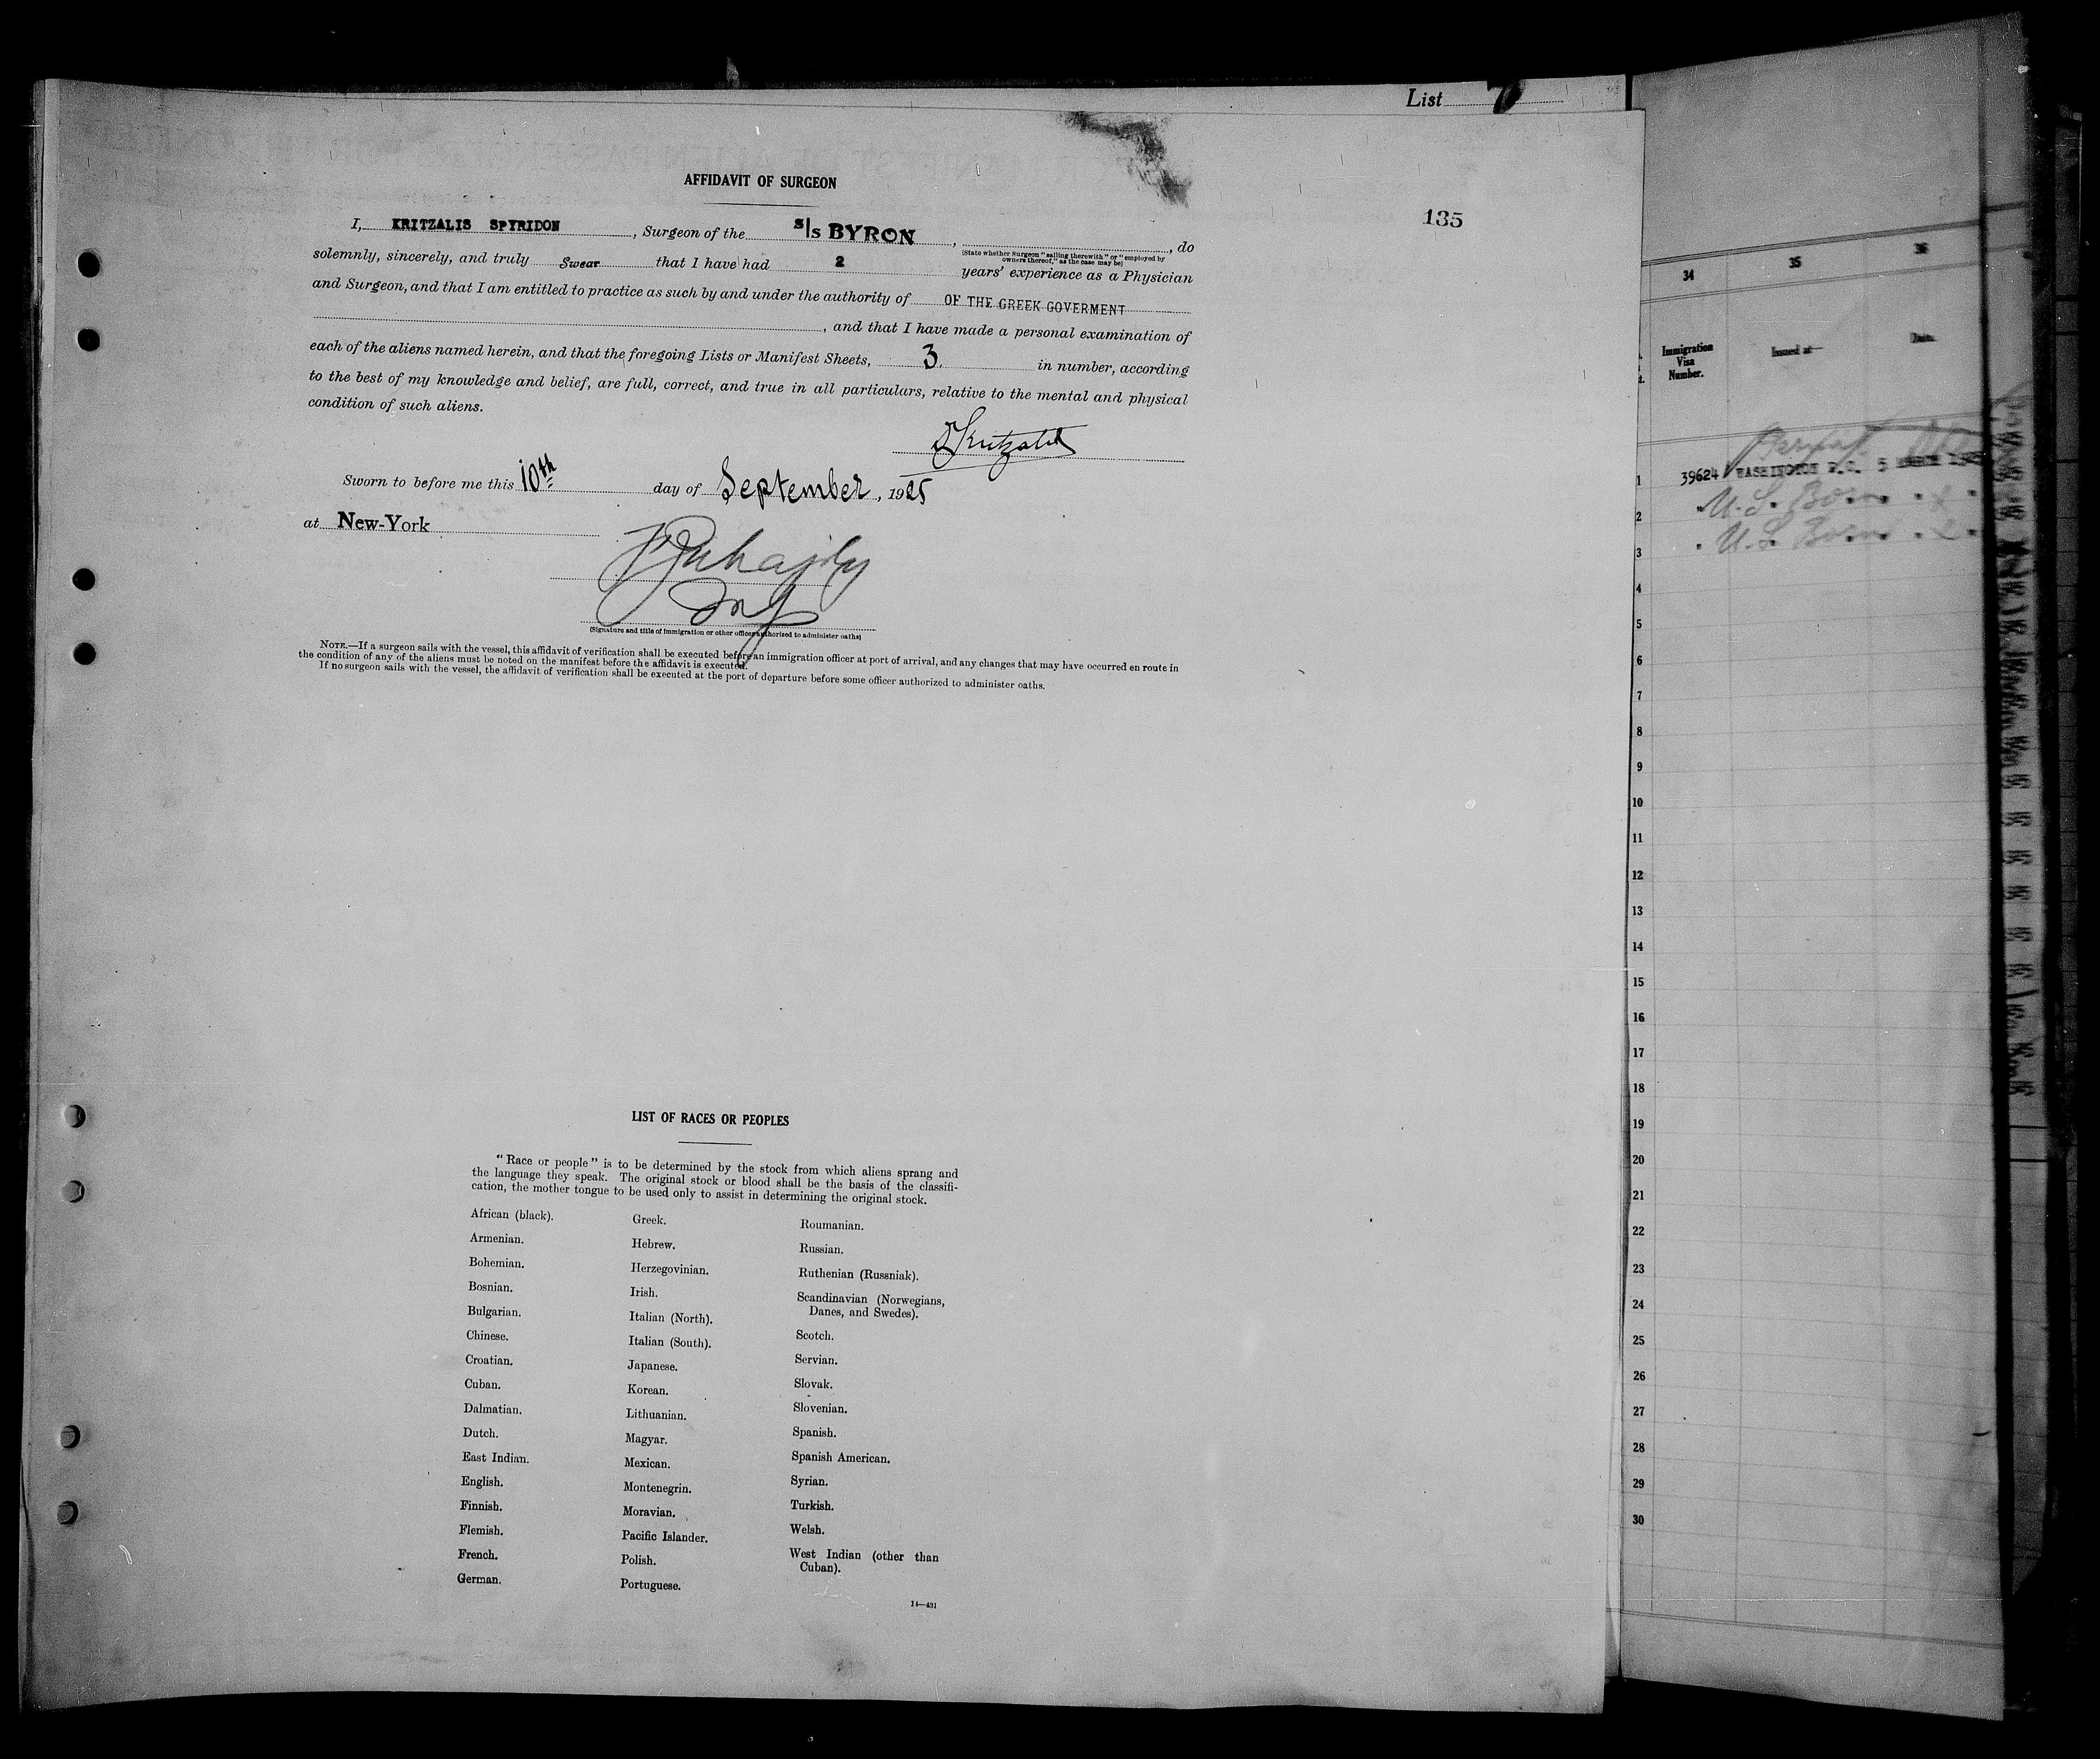 List
AFFIDAVIT OF SURGEON
135
I, KRITZALIS SPYRIDON, Surgeon of the S/S BYRON, , do
(State whether Surgeon "sailing therewith" or "employed by
owners thereof," as the case may be)
solemnly, sincerely, and truly Swear that I have had 2 years' experience as a Physician
and Surgeon, and that I am entitled to practice as such by and under the authority of OF THE GREEK GOVERMENT
, and that I have made a personal examination of
each of the aliens named herein, and that the foregoing Lists or Manifest Sheets, 3. in number, according
to the best of my knowledge and belief, are full, correct, and true in all particulars, relative to the mental and physical
condition of such aliens.
Sworn to before me this 10th day of September, 1925
at New-York
(Signature and title of immigration or other officer authorized to administer oaths)
NOTE.—If a surgeon sails with the vessel, this affidavit of verification shall be executed before an immigration officer at port of arrival, and any changes that may have occurred en route in
the condition of any of the aliens must be noted on the manifest before the affidavit is executed.
If no surgeon sails with the vessel, the affidavit of verification shall be executed at the port of departure before some officer authorized to administer oaths.
LIST OF RACES OR PEOPLES
"Race or people" is to be determined by the stock from which aliens sprang and
the language they speak. The original stock or blood shall be the basis of the classifi-
cation, the mother tongue to be used only to assist in determining the original stock.
African (black).
Armenian.
Bohemian.
Bosnian.
Bulgarian.
Chinese.
Croatian.
Cuban.
Dalmatian.
Dutch.
East Indian.
English.
Finnish.
Flemish.
French.
German.
Greek.
Hebrew.
Herzegovinian.
Irish.
Italian (North).
Italian (South).
Japanese.
Korean.
Lithuanian.
Magyar.
Mexican.
Montenegrin.
Moravian.
Pacific Islander.
Polish.
Portuguese.
Roumanian.
Russian.
Ruthenian (Russniak).
Scandinavian (Norwegians,
Danes, and Swedes).
Scotch.
Servian.
Slovak.
Slovenian.
Spanish.
Spanish American.
Syrian.
Turkish.
Welsh.
West Indian (other than
Cuban).
14—431
34 35 36
Immigration
Visa
Number.
Issued at—
Date.
1 39624 WASHINGTON D.C. 5 MARCH
2 U.S. Born
3 U.S. Born
4
5
6
7
8
9
10
11
12
13
14
15
16
17
18
19
20
21
22
23
24
25
26
27
28
29
30